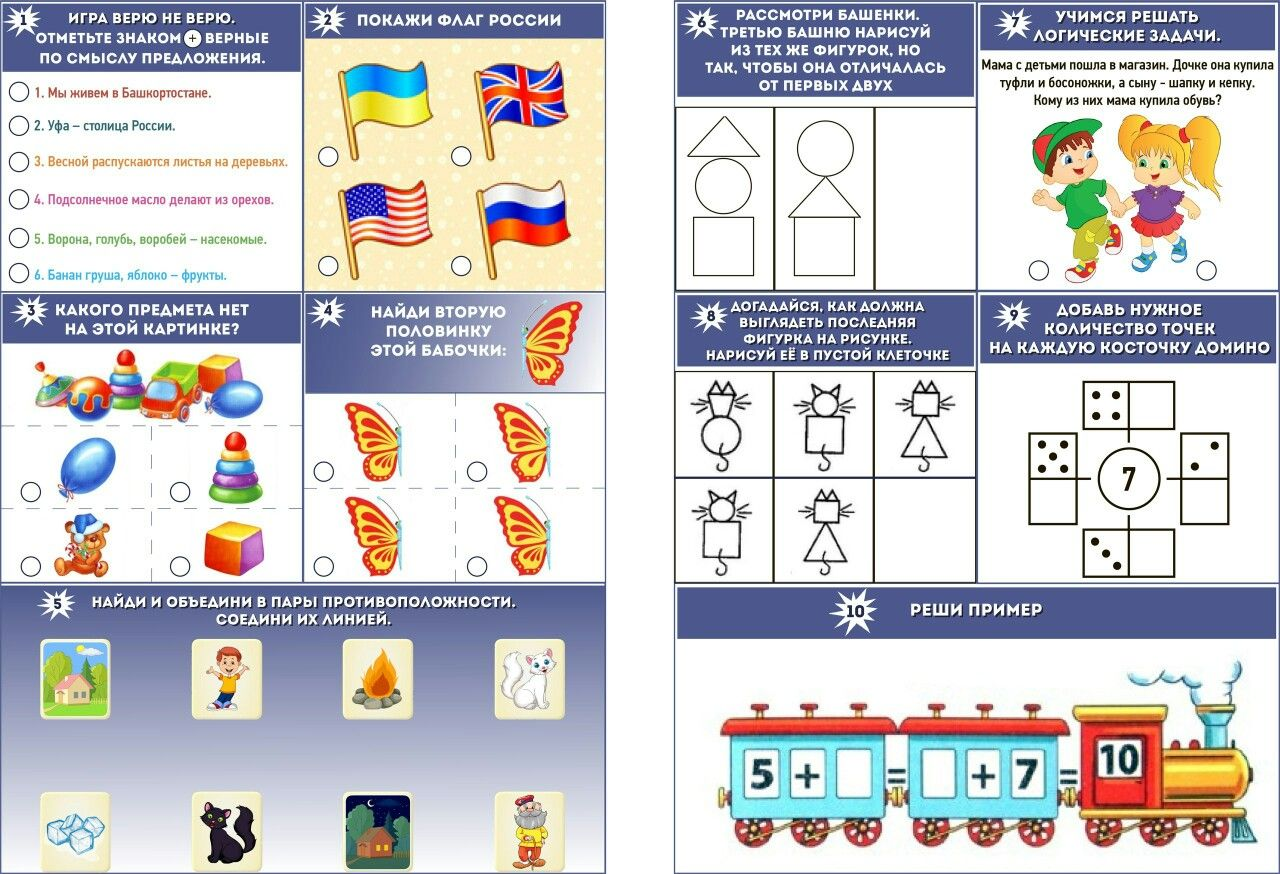 1
ИГРА ВЕРЮ НЕ ВЕРЮ.
ОТМЕТЬТЕ ЗНАКОМ + ВЕРНЫЕ
ПО СМЫСЛУ ПРЕДЛОЖЕНИЯ.
1. Мы живем в Башкортостане.
2. Уфа – столица России.
3. Весной распускаются листья на деревьях.
4. Подсолнечное масло делают из орехов.
5. Ворона, голубь, воробей – насекомые.
6. Банан груша, яблоко – фрукты.
2
ПОКАЖИ ФЛАГ РОССИИ
3
КАКОГО ПРЕДМЕТА НЕТ
НА ЭТОЙ КАРТИНКЕ?
4
НАЙДИ ВТОРУЮ
ПОЛОВИНКУ
ЭТОЙ БАБОЧКИ:
5
НАЙДИ И ОБЪЕДИНИ В ПАРЫ ПРОТИВОПОЛОЖНОСТИ.
СОЕДИНИ ИХ ЛИНИЕЙ.
6
РАССМОТРИ БАШЕНКИ.
ТРЕТЬЮ БАШНЮ НАРИСУЙ
ИЗ ТЕХ ЖЕ ФИГУРОК, НО
ТАК, ЧТОБЫ ОНА ОТЛИЧАЛАСЬ
ОТ ПЕРВЫХ ДВУХ
7
УЧИМСЯ РЕШАТЬ
ЛОГИЧЕСКИЕ ЗАДАЧИ.
Мама с детьми пошла в магазин. Дочке она купила
туфли и босоножки, а сыну - шапку и кепку.
Кому из них мама купила обувь?
8
ДОГАДАЙСЯ, КАК ДОЛЖНА
ВЫГЛЯДЕТЬ ПОСЛЕДНЯЯ
ФИГУРКА НА РИСУНКЕ.
НАРИСУЙ ЕЁ В ПУСТОЙ КЛЕТОЧКЕ
9
ДОБАВЬ НУЖНОЕ
КОЛИЧЕСТВО ТОЧЕК
НА КАЖДУЮ КОСТОЧКУ ДОМИНО
7
10
РЕШИ ПРИМЕР
5 + = + 7 = 10